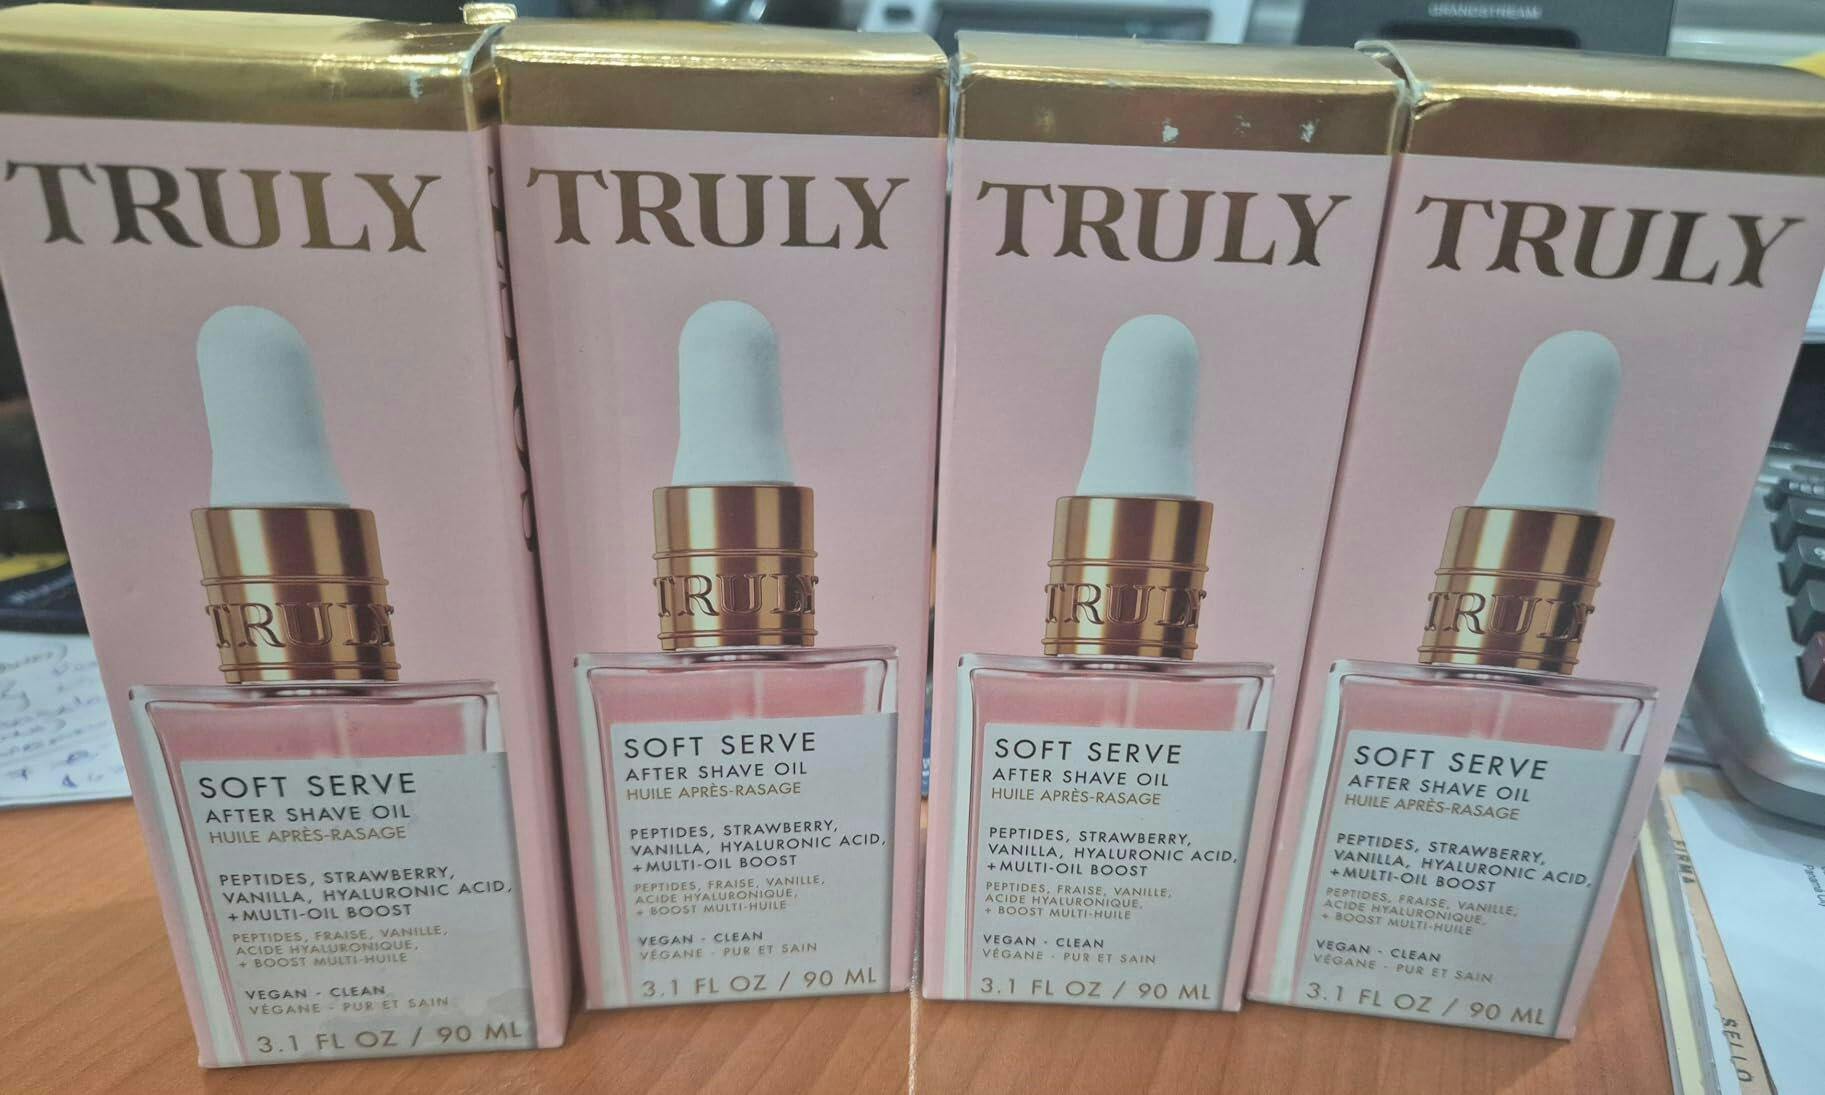 GRANDSTREAM
TRULY
TRULY
SOFT SERVE
AFTER SHAVE OIL
HUILE APRÈS-RASAGE
PEPTIDES, STRAWBERRY,
VANILLA, HYALURONIC ACID,
+MULTI-OIL BOOST
PEPTIDES, FRAISE, VANILLE,
ACIDE HYALURONIQUE,
+ BOOST MULTI-HUILE
VEGAN - CLEAN
VÉGANE - PUR ET SAIN
3.1 FL OZ / 90 ML
TRULY
TRULY
SOFT SERVE
AFTER SHAVE OIL
HUILE APRÈS-RASAGE
PEPTIDES, STRAWBERRY,
VANILLA, HYALURONIC ACID,
+MULTI-OIL BOOST
PEPTIDES, FRAISE, VANILLE,
ACIDE HYALURONIQUE,
+ BOOST MULTI-HUILE
VEGAN - CLEAN
VÉGANE - PUR ET SAIN
3.1 FL OZ / 90 ML
TRULY
TRULY
SOFT SERVE
AFTER SHAVE OIL
HUILE APRÈS-RASAGE
PEPTIDES, STRAWBERRY,
VANILLA, HYALURONIC ACID,
+MULTI-OIL BOOST
PEPTIDES, FRAISE, VANILLE,
ACIDE HYALURONIQUE,
+ BOOST MULTI-HUILE
VEGAN - CLEAN
VÉGANE - PUR ET SAIN
3.1 FL OZ / 90 ML
TRULY
TRULY
SOFT SERVE
AFTER SHAVE OIL
HUILE APRÈS-RASAGE
PEPTIDES, STRAWBERRY,
VANILLA, HYALURONIC ACID,
+MULTI-OIL BOOST
PEPTIDES, FRAISE, VANILLE,
ACIDE HYALURONIQUE,
+ BOOST MULTI-HUILE
VEGAN - CLEAN
VÉGANE - PUR ET SAIN
3.1 FL OZ / 90 ML
FIRMA
SELLO